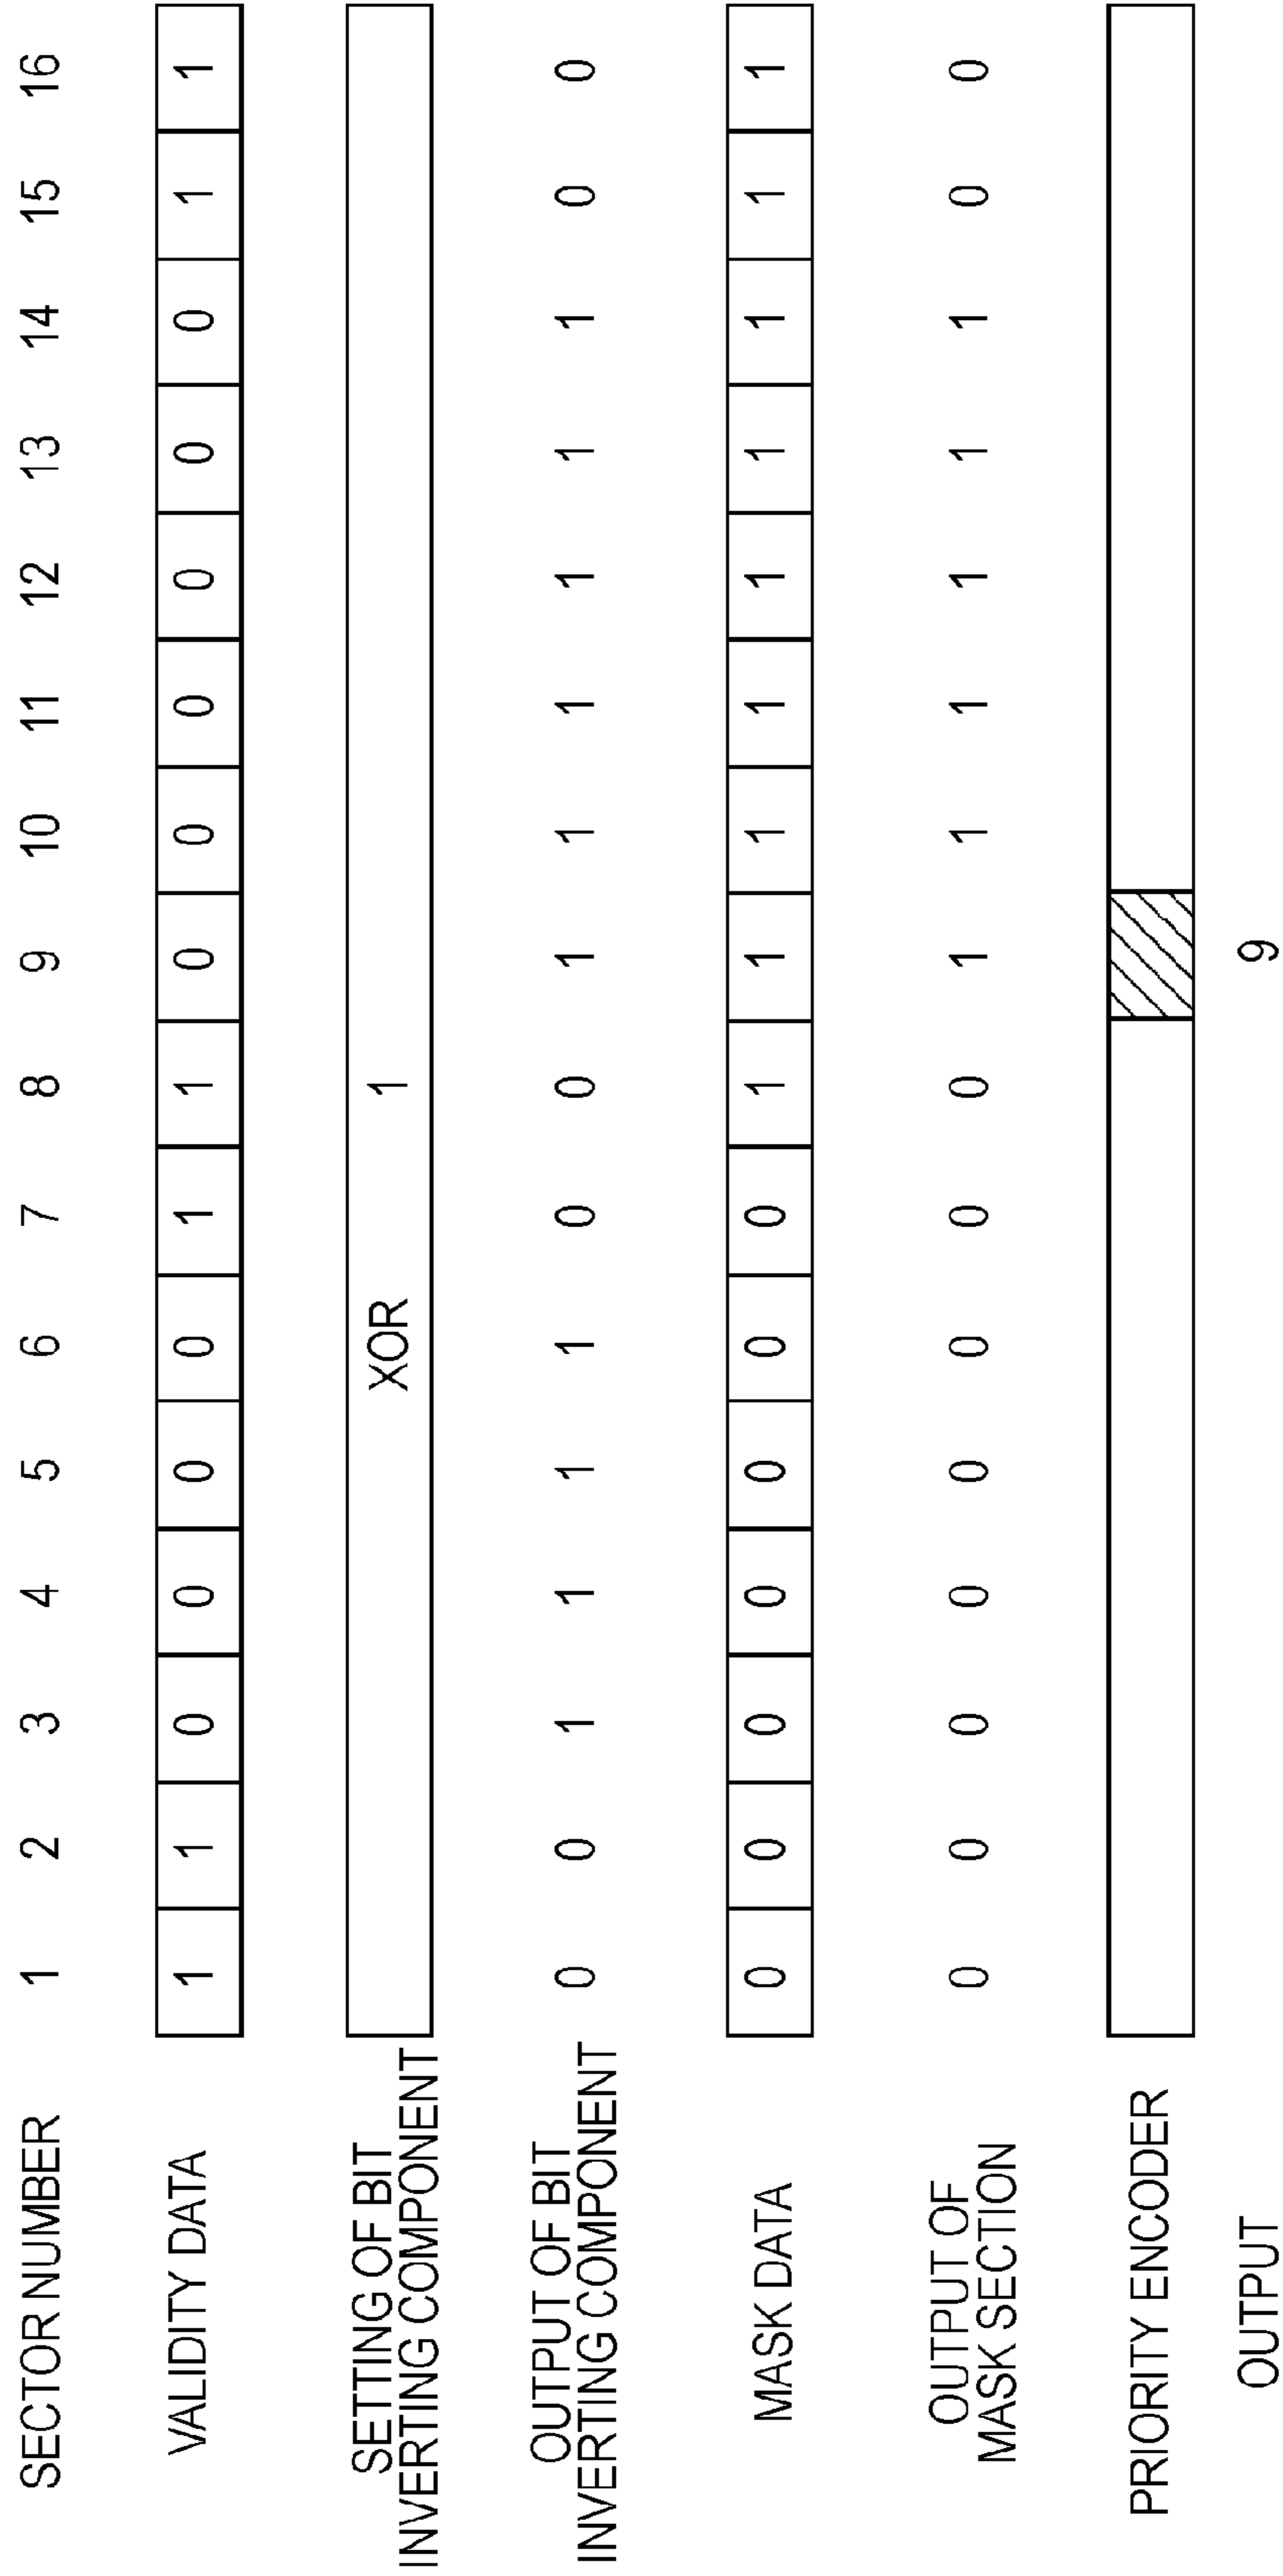 SECTOR NUMBER 1 2 3 4 5 6 7 8 9 10 11 12 13 14 15 16
VALIDITY DATA 1 1 0 0 0 0 1 1 0 0 0 0 0 0 1 1
SETTING OF BIT
INVERTING COMPONENT XOR 1
OUTPUT OF BIT
INVERTING COMPONENT 0 0 1 1 1 1 0 0 1 1 1 1 1 1 0 0
MASK DATA 0 0 0 0 0 0 0 1 1 1 1 1 1 1 1 1
OUTPUT OF
MASK SECTION 0 0 0 0 0 0 0 0 1 1 1 1 1 1 0 0
PRIORITY ENCODER
OUTPUT 9